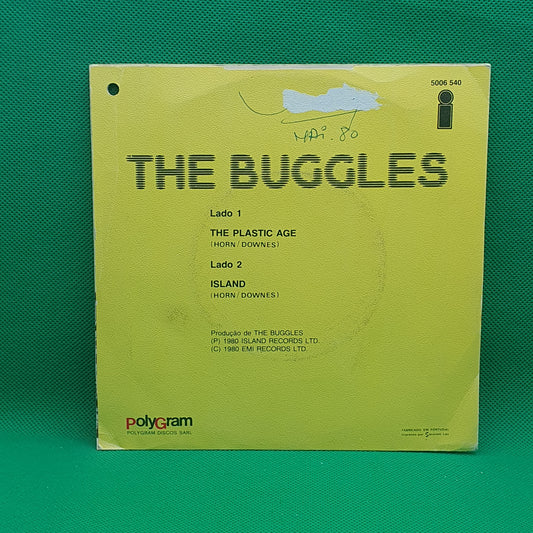 5006 540
MAI. 80
THE BUGGLES
Lado 1
THE PLASTIC AGE
(HORN/DOWNES)
Lado 2
ISLAND
(HORN/DOWNES)
Produção de THE BUGGLES
(P) 1980 ISLAND RECORDS LTD.
(C) 1980 EMI RECORDS LTD.
PolyGram
POLYGRAM DISCOS, SARL
FABRICADO EM PORTUGAL